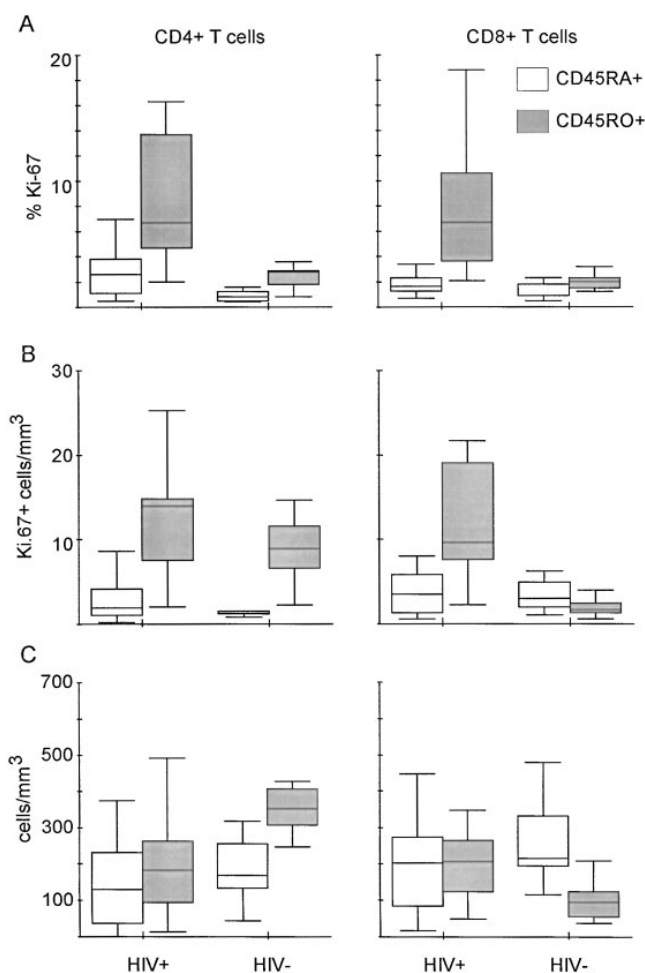 A
CD4+ T cells
CD8+ T cells
CD45RA+
CD45RO+
% Ki-67
20
10
B
Ki.67+ cells/mm3
30
20
10
C
cells/mm3
700
500
300
100
HIV+ HIV- HIV+ HIV-